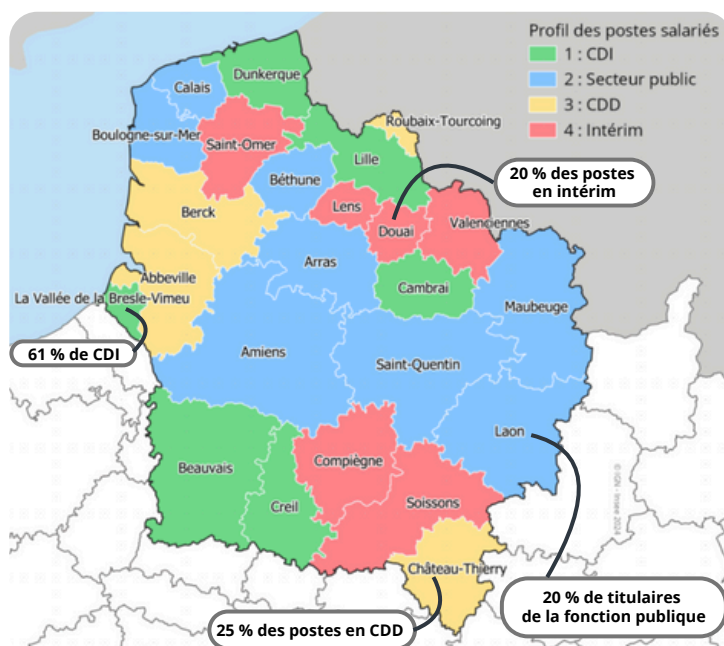 Profil des postes salariés
1 : CDI
2 : Secteur public
3 : CDD
4 : Intérim
Dunkerque
Calais
Roubaix-Tourcoing
Boulogne-sur-Mer
Saint-Omer
Lille
20 % des postes
en intérim
Béthune
Lens
Berck
Douai
Valenciennes
Arras
Abbeville
Cambrai
La Vallée de la Bresle-Vimeu
Maubeuge
61 % de CDI
Amiens
Saint-Quentin
Laon
Compiègne
Beauvais
Soissons
Creil
© IGN - Insee 2024
Château-Thierry
20 % de titulaires
de la fonction publique
25 % des postes en CDD